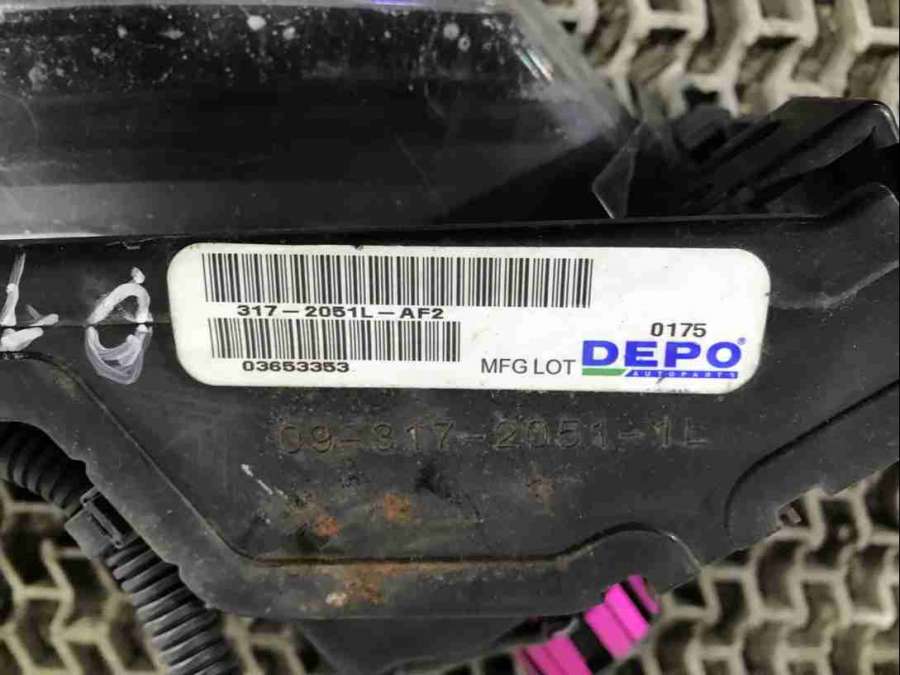 317-2051L-AF2
03653353
0175
MFG LOT DEPO®
AUTOPARTS
09-317-2051-1L